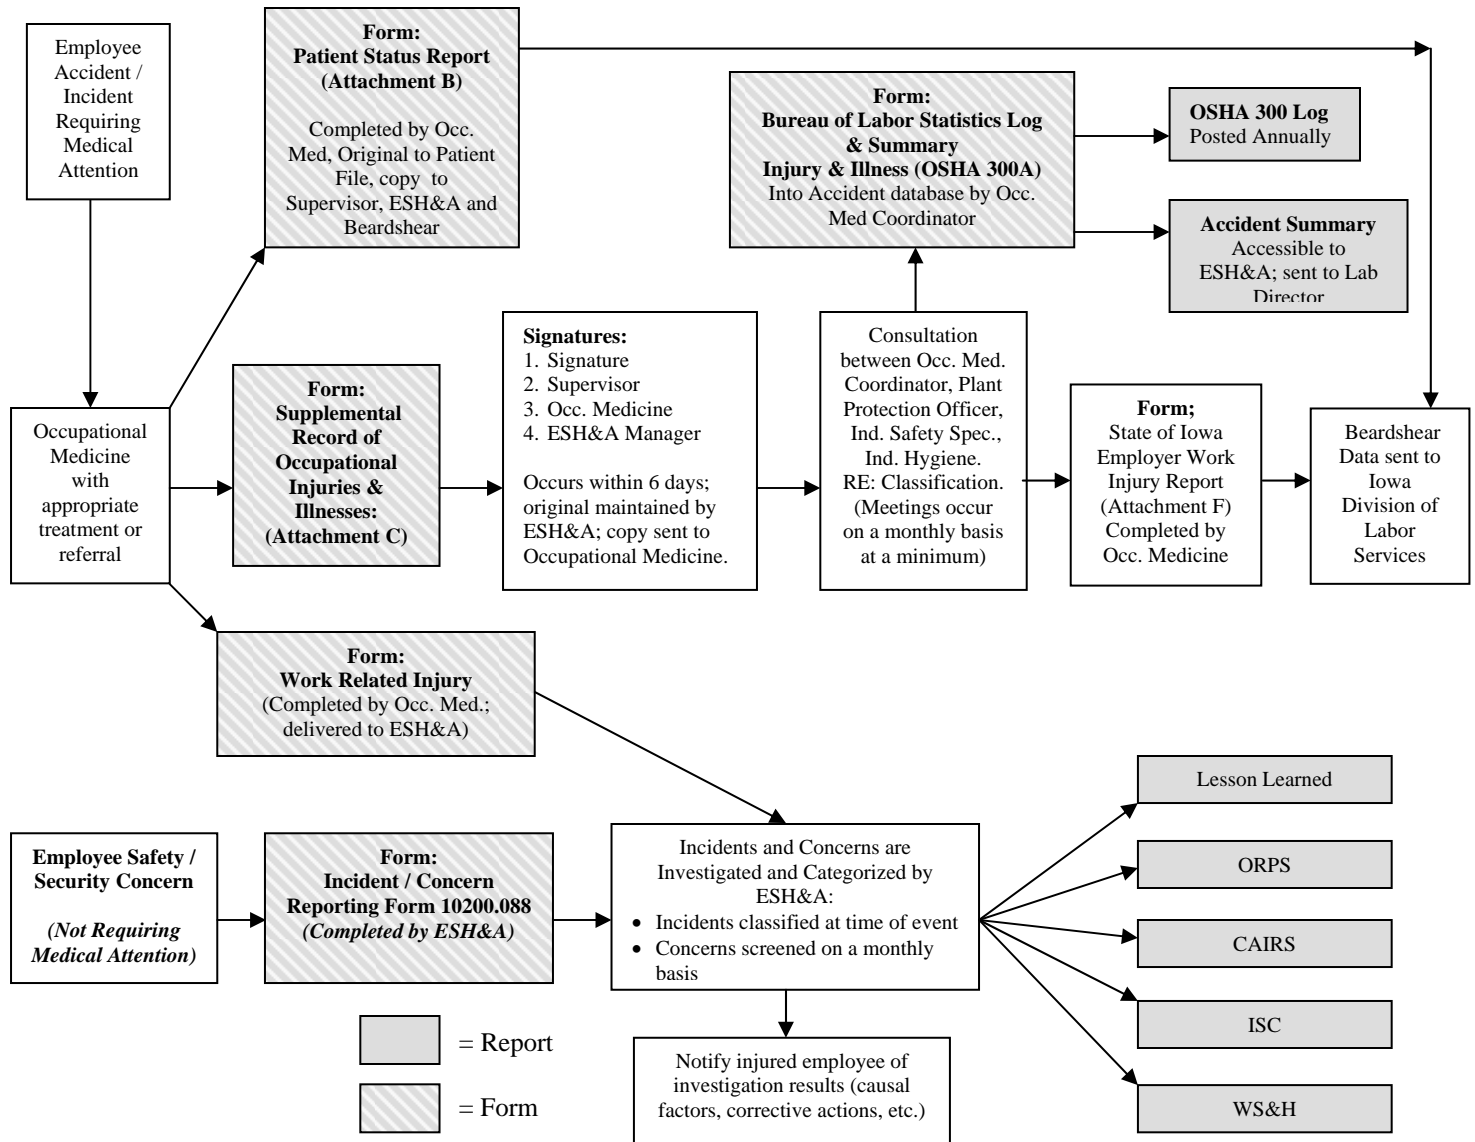 Employee
Accident /
Incident
Requiring
Medical
Attention
Form:
Patient Status Report
(Attachment B)
Completed by Occ.
Med, Original to Patient
File, copy to
Supervisor, ESH&A and
Beardshear
Form:
Bureau of Labor Statistics Log
& Summary
Injury & Illness (OSHA 300A)
Into Accident database by Occ.
Med Coordinator
OSHA 300 Log
Posted Annually
Accident Summary
Accessible to
ESH&A; sent to Lab
Director
Occupational
Medicine
with
appropriate
treatment or
referral
Form:
Supplemental
Record of
Occupational
Injuries &
Illnesses:
(Attachment C)
Signatures:
1. Signature
2. Supervisor
3. Occ. Medicine
4. ESH&A Manager
Occurs within 6 days;
original maintained by
ESH&A; copy sent to
Occupational Medicine.
Consultation
between Occ. Med.
Coordinator, Plant
Protection Officer,
Ind. Safety Spec.,
Ind. Hygiene.
RE: Classification.
(Meetings occur
on a monthly basis
at a minimum)
Form;
State of Iowa
Employer Work
Injury Report
(Attachment F)
Completed by
Occ. Medicine
Beardshear
Data sent to
Iowa
Division of
Labor
Services
Form:
Work Related Injury
(Completed by Occ. Med.;
delivered to ESH&A)
Employee Safety /
Security Concern
(Not Requiring
Medical Attention)
Form:
Incident / Concern
Reporting Form 10200.088
(Completed by ESH&A)
Incidents and Concerns are
Investigated and Categorized by
ESH&A:
• Incidents classified at time of event
• Concerns screened on a monthly
basis
Notify injured employee of
investigation results (causal
factors, corrective actions, etc.)
Lesson Learned
ORPS
CAIRS
ISC
WS&H
= Report
= Form